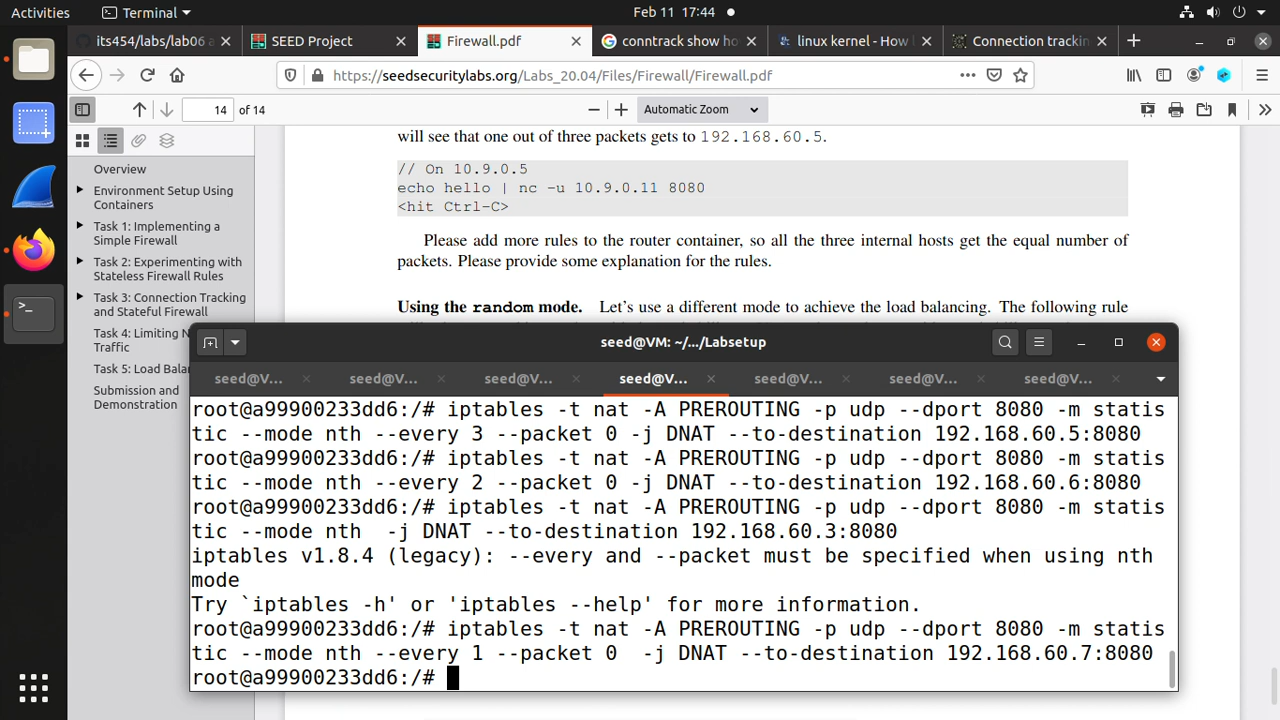 Activities
Terminal
Feb 11 17:44
its454/labs/lab06 a
SEED Project
Firewall.pdf
conntrack show ho
linux kernel - How
Connection trackin
https://seedsecuritylabs.org/Labs_20.04/Files/Firewall/Firewall.pdf
14 of 14
Automatic Zoom
Overview
Environment Setup Using
Containers
Task 1: Implementing a
Simple Firewall
Task 2: Experimenting with
Stateless Firewall Rules
Task 3: Connection Tracking
and Stateful Firewall
Task 4: Limiting N
Traffic
Task 5: Load Bala
Submission and
Demonstration
will see that one out of three packets gets to 192.168.60.5.
// On 10.9.0.5
echo hello | nc -u 10.9.0.11 8080
<hit Ctrl-C>
Please add more rules to the router container, so all the three internal hosts get the equal number of
packets. Please provide some explanation for the rules.
Using the random mode. Let's use a different mode to achieve the load balancing. The following rule
seed@VM: ~/.../Labsetup
seed@V...
seed@V...
seed@V...
seed@V...
seed@V...
seed@V...
seed@V...
root@a99900233dd6:/# iptables -t nat -A PREROUTING -p udp --dport 8080 -m statis
tic --mode nth --every 3 --packet 0 -j DNAT --to-destination 192.168.60.5:8080
root@a99900233dd6:/# iptables -t nat -A PREROUTING -p udp --dport 8080 -m statis
tic --mode nth --every 2 --packet 0 -j DNAT --to-destination 192.168.60.6:8080
root@a99900233dd6:/# iptables -t nat -A PREROUTING -p udp --dport 8080 -m statis
tic --mode nth  -j DNAT --to-destination 192.168.60.3:8080
iptables v1.8.4 (legacy): --every and --packet must be specified when using nth
mode
Try `iptables -h' or 'iptables --help' for more information.
root@a99900233dd6:/# iptables -t nat -A PREROUTING -p udp --dport 8080 -m statis
tic --mode nth --every 1 --packet 0  -j DNAT --to-destination 192.168.60.7:8080
root@a99900233dd6:/#